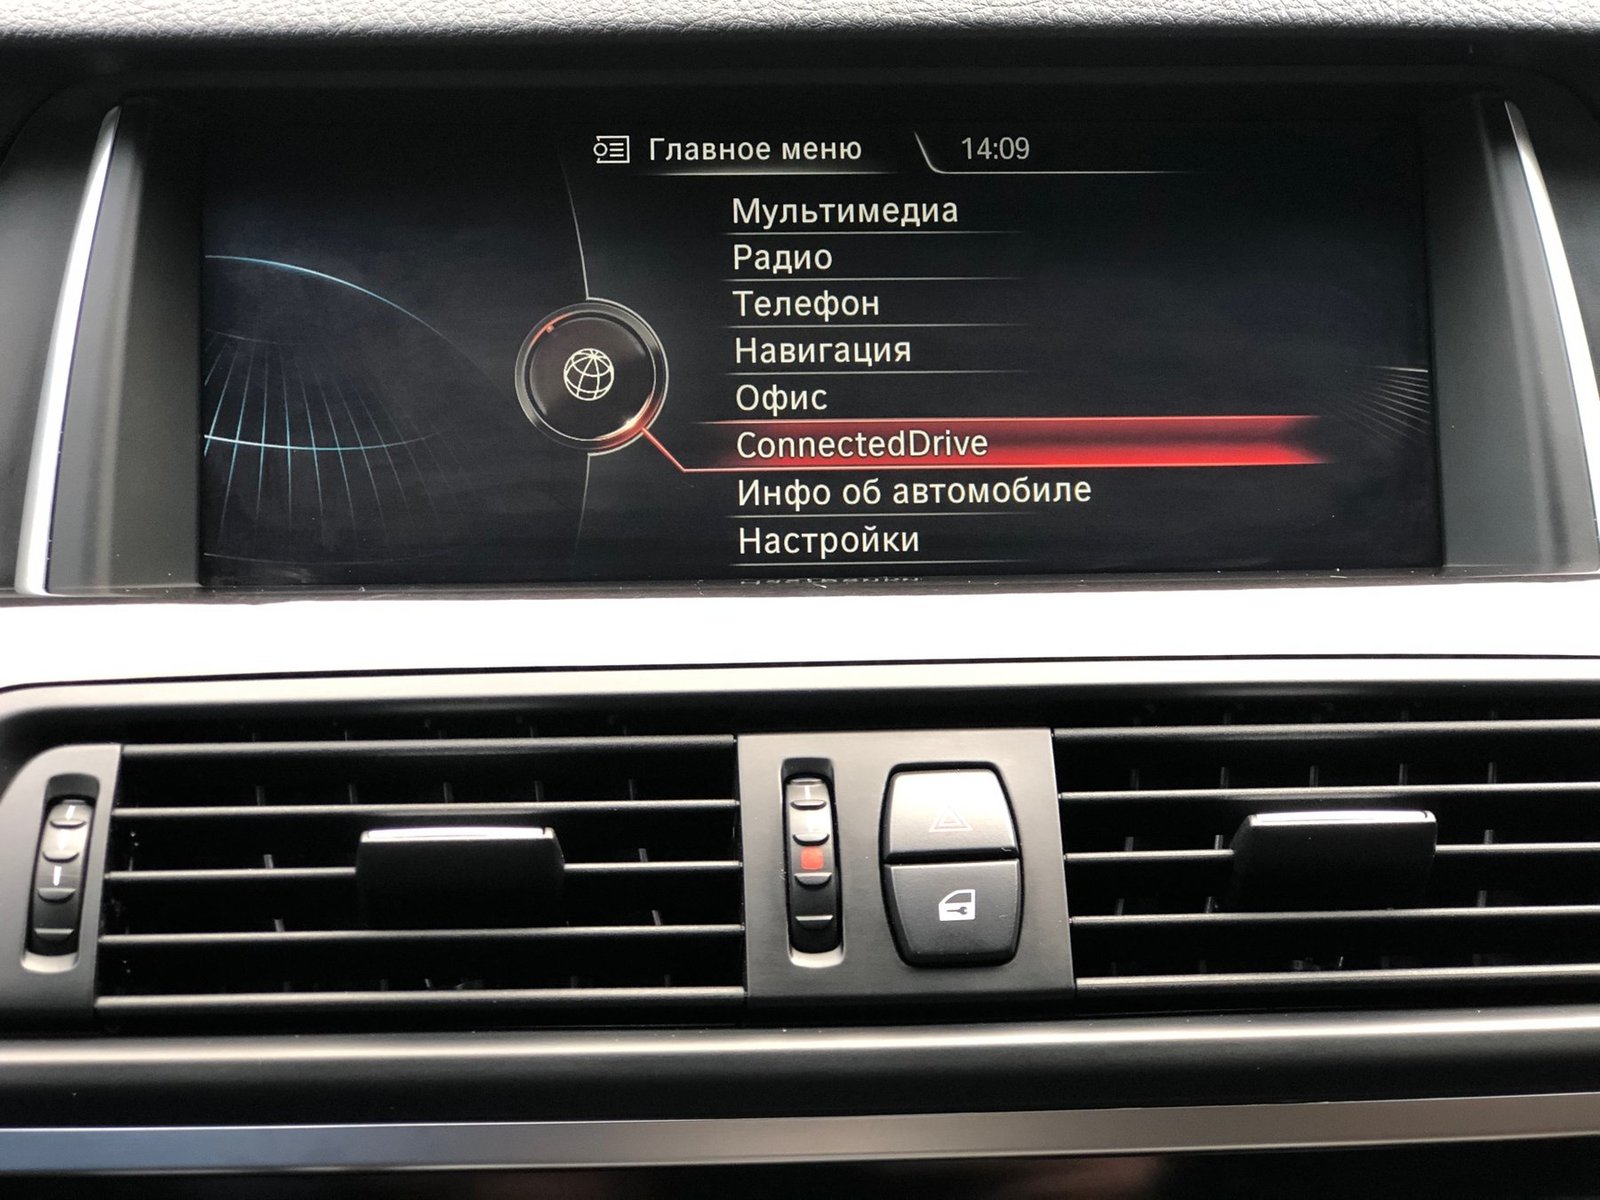 Главное меню 14:09
Мультимедиа
Радио
Телефон
Навигация
Офис
ConnectedDrive
Инфо об автомобиле
Настройки